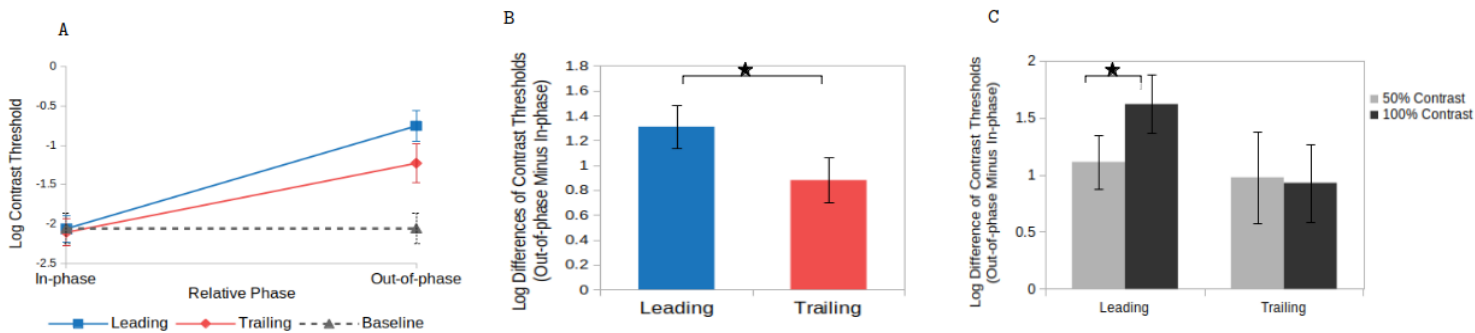 A
Log Contrast Threshold
0
-0.5
-1
-1.5
-2
-2.5
In-phase
Out-of-phase
Relative Phase
Leading
Trailing
Baseline
B
Log Differences of Contrast Thresholds
(Out-of-phase Minus In-phase)
1.8
1.6
1.4
1.2
1
0.8
0.6
0.4
0.2
0
Leading
Trailing
C
Log Difference of Contrast Thresholds
(Out-of-phase Minus In-phase)
2
1.5
1
0.5
0
Leading
Trailing
50% Contrast
100% Contrast